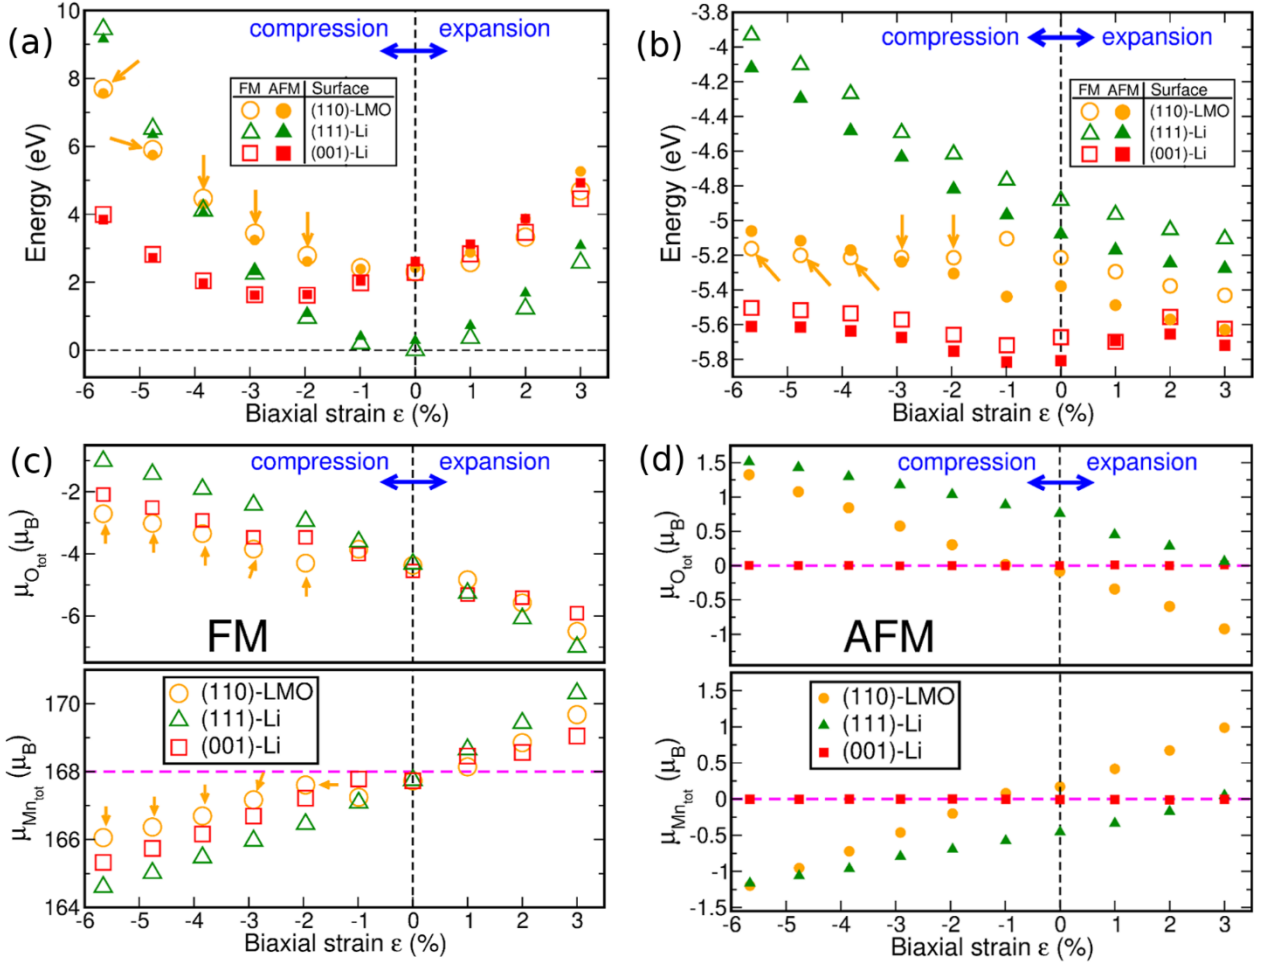 (a)
compression expansion
FM AFM Surface
(110)-LMO
(111)-Li
(001)-Li
Energy (eV)
10
8
6
4
2
0
-6 -5 -4 -3 -2 -1 0 1 2 3
Biaxial strain ε (%)
(b)
compression expansion
FM AFM Surface
(110)-LMO
(111)-Li
(001)-Li
Energy (eV)
-3.8
-4
-4.2
-4.4
-4.6
-4.8
-5
-5.2
-5.4
-5.6
-5.8
-6 -5 -4 -3 -2 -1 0 1 2 3
Biaxial strain ε (%)
(c)
compression expansion
μOtot (μB)
-2
-4
-6
FM
(110)-LMO
(111)-Li
(001)-Li
μMntot (μB)
170
168
166
164
-6 -5 -4 -3 -2 -1 0 1 2 3
Biaxial strain ε (%)
(d)
compression expansion
μOtot (μB)
1.5
1
0.5
0
-0.5
-1
AFM
(110)-LMO
(111)-Li
(001)-Li
μMntot (μB)
1.5
1
0.5
0
-0.5
-1
-1.5
-6 -5 -4 -3 -2 -1 0 1 2 3
Biaxial strain ε (%)